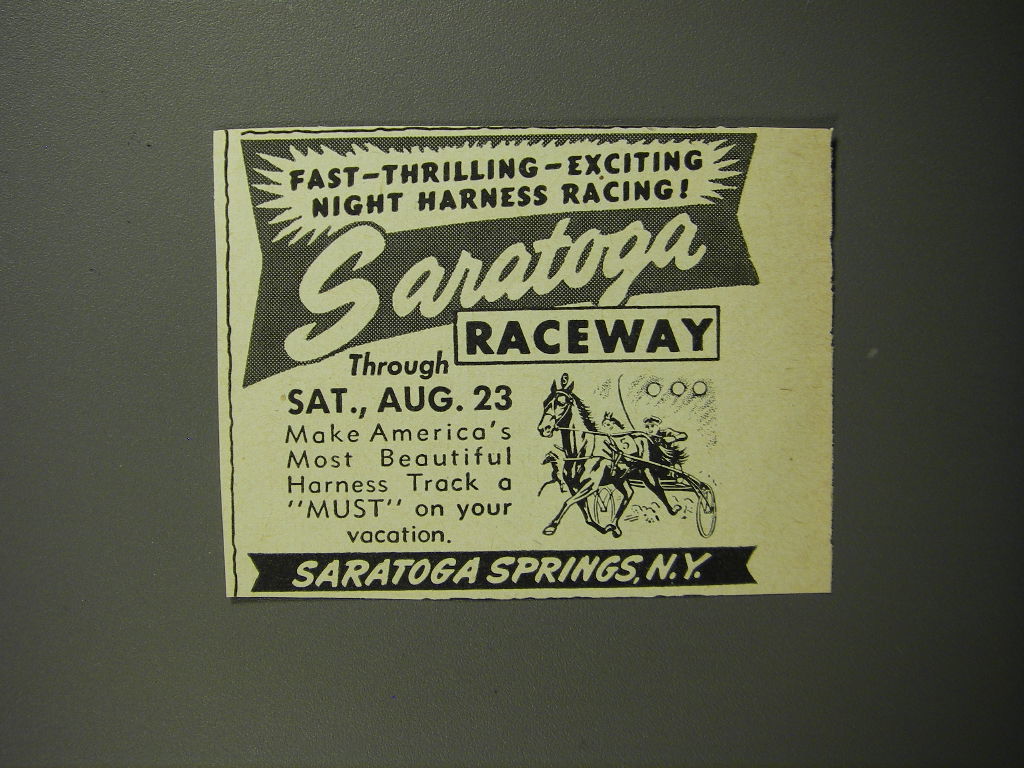 FAST-THRILLING-EXCITING
NIGHT HARNESS RACING!
Saratoga
RACEWAY
Through
SAT., AUG. 23
Make America's
Most Beautiful
Harness Track a
"MUST" on your
vacation.
SARATOGA SPRINGS, N.Y.